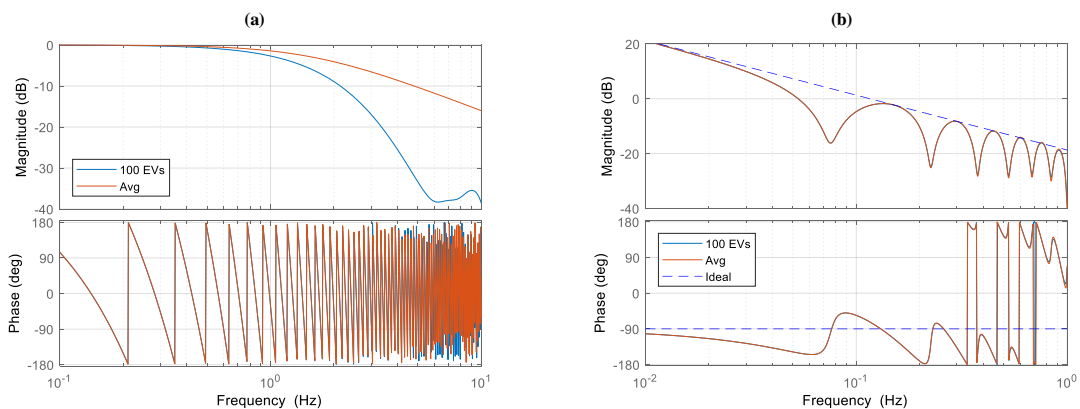 (a)
0
-10
-20
-30
-40
Magnitude (dB)
100 EVs
Avg
180
90
0
-90
-180
Phase (deg)
10^-1
10^0
10^1
Frequency (Hz)
(b)
20
0
-20
-40
Magnitude (dB)
180
90
0
-90
-180
Phase (deg)
100 EVs
Avg
Ideal
10^-2
10^-1
10^0
Frequency (Hz)